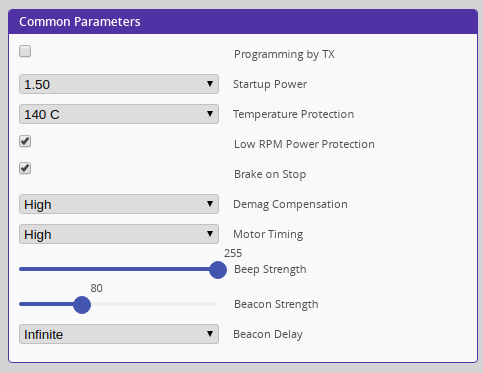 Common Parameters
Programming by TX
1.50 Startup Power
140 C Temperature Protection
Low RPM Power Protection
Brake on Stop
High Demag Compensation
High Motor Timing
255
Beep Strength
80
Beacon Strength
Infinite Beacon Delay